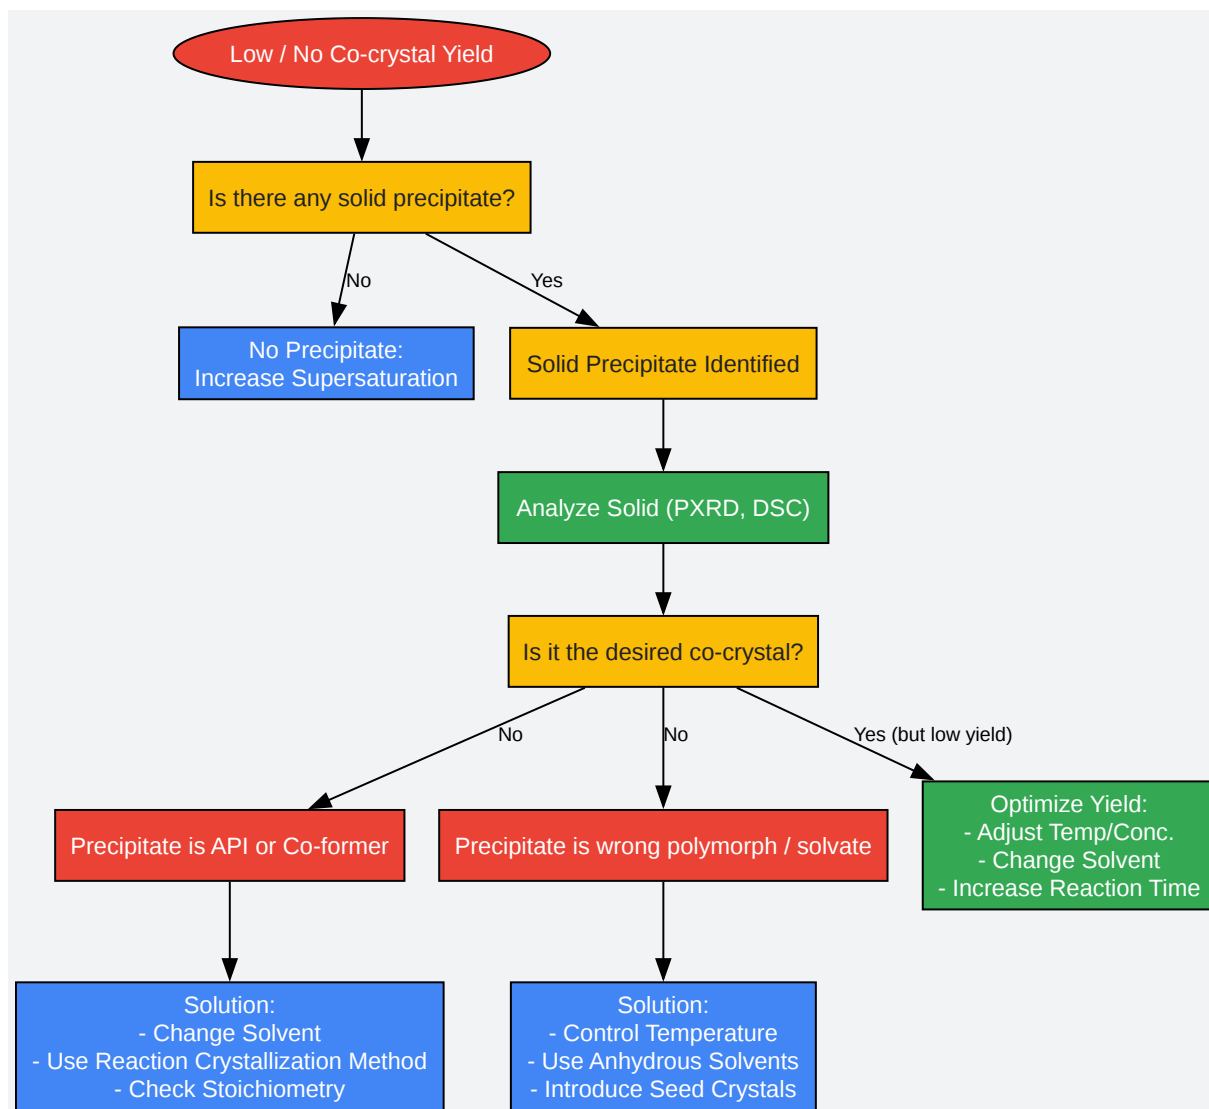 Low / No Co-crystal Yield
Is there any solid precipitate?
No
Yes
No Precipitate:
Increase Supersaturation
Solid Precipitate Identified
Analyze Solid (PXRD, DSC)
Is it the desired co-crystal?
No
No
Yes (but low yield)
Precipitate is API or Co-former
Precipitate is wrong polymorph / solvate
Optimize Yield:
- Adjust Temp/Conc.
- Change Solvent
- Increase Reaction Time
Solution:
- Change Solvent
- Use Reaction Crystallization Method
- Check Stoichiometry
Solution:
- Control Temperature
- Use Anhydrous Solvents
- Introduce Seed Crystals